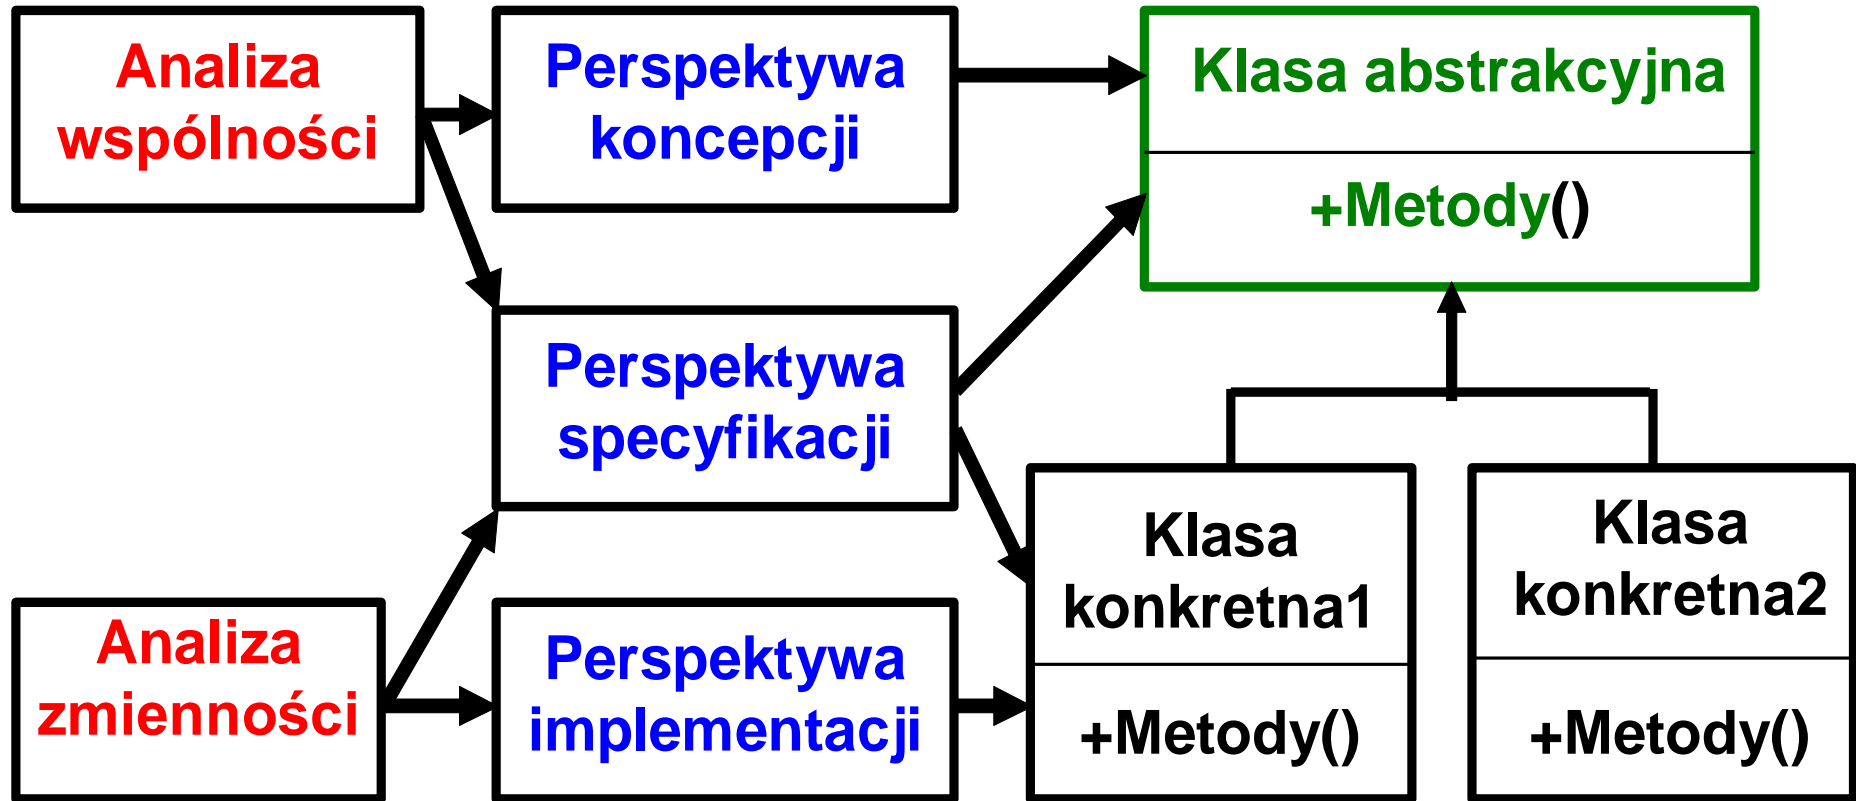 Analiza
wspólności
Perspektywa
koncepcji
Klasa abstrakcyjna
+Metody()
Perspektywa
specyfikacji
Analiza
zmienności
Perspektywa
implementacji
Klasa
konkretna1
+Metody()
Klasa
konkretna2
+Metody()